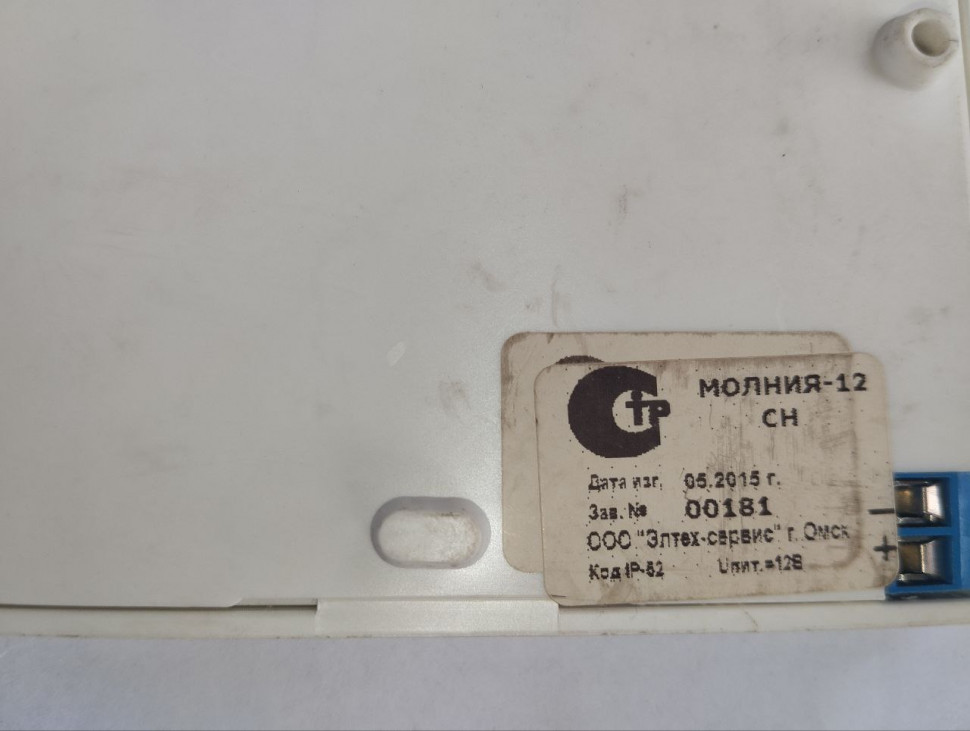 МОЛНИЯ-12
СН
Дата изг. 05.2015 г.
Зав. № 00181
ООО "Элтех-сервис" г. Омск
Код IP-52 Uпит.=12В
− 
+